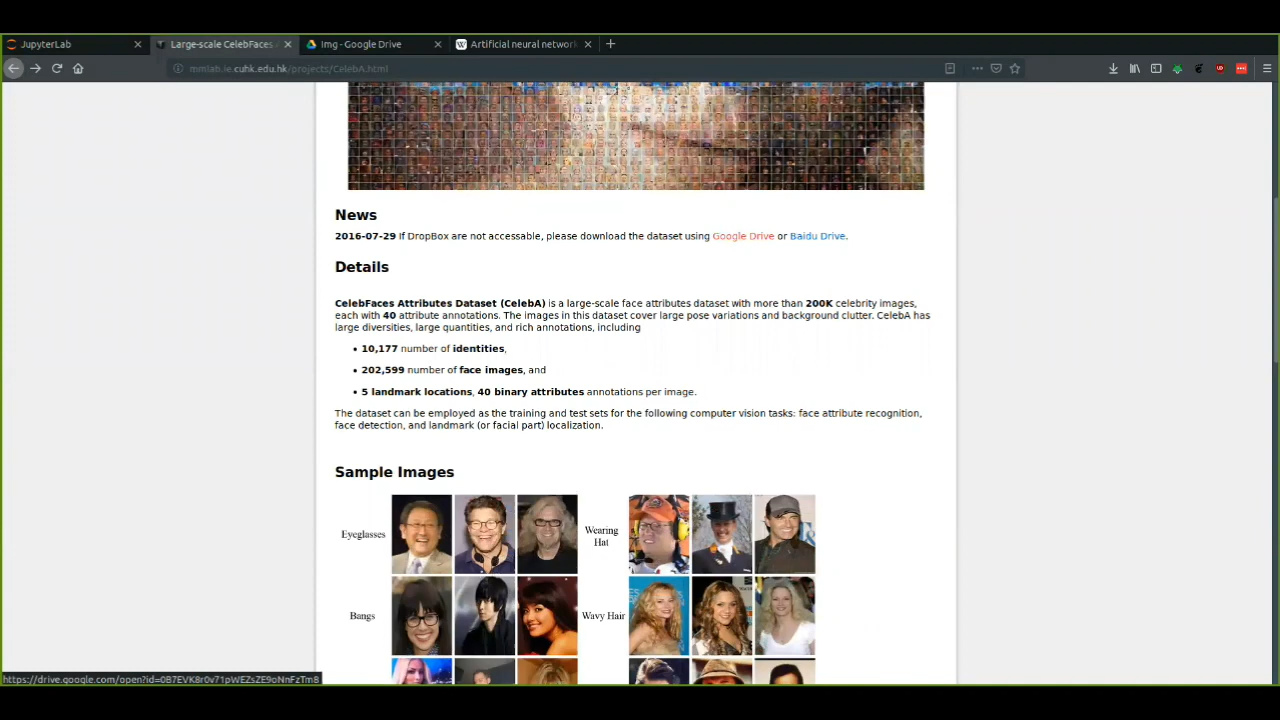 JupyterLab
Large-scale CelebFaces
Img - Google Drive
Artificial neural network
mmlab.ie.cuhk.edu.hk/projects/CelebA.html
News
2016-07-29 If DropBox are not accessable, please download the dataset using Google Drive or Baidu Drive.
Details
CelebFaces Attributes Dataset (CelebA) is a large-scale face attributes dataset with more than 200K celebrity images,
each with 40 attribute annotations. The images in this dataset cover large pose variations and background clutter. CelebA has
large diversities, large quantities, and rich annotations, including
• 10,177 number of identities,
• 202,599 number of face images, and
• 5 landmark locations, 40 binary attributes annotations per image.
The dataset can be employed as the training and test sets for the following computer vision tasks: face attribute recognition,
face detection, and landmark (or facial part) localization.
Sample Images
Eyeglasses
Wearing
Hat
Bangs
Wavy Hair
https://drive.google.com/open?id=0B7EVK8r0v71pWEZsZE9oNnFzTm8